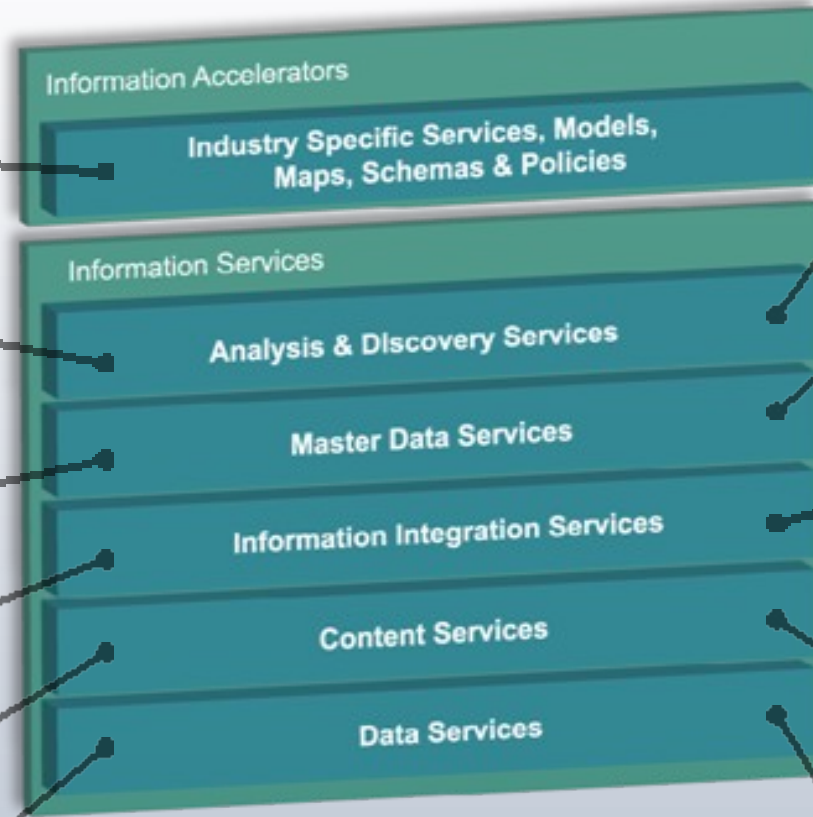 Information Accelerators
Industry Specific Services, Models,
Maps, Schemas & Policies
Information Services
Analysis & DIscovery Services
Master Data Services
Information Integration Services
Content Services
Data Services